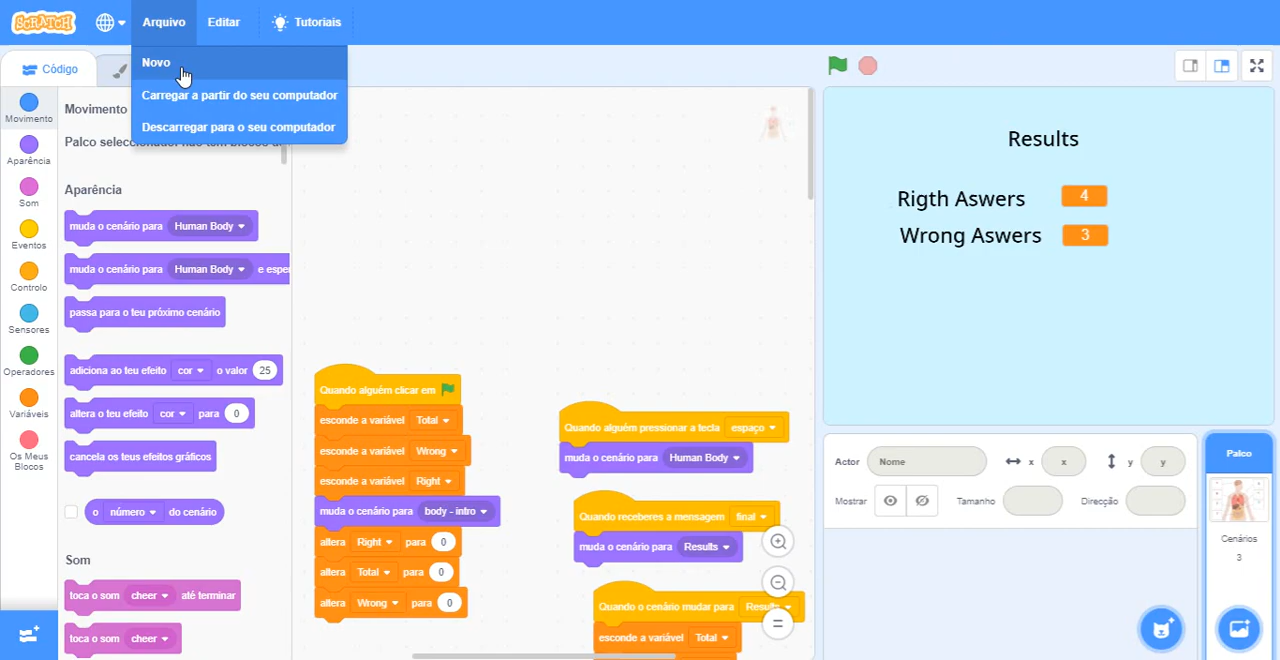 SCRATCH
Arquivo
Editar
Tutoriais
Novo
Carregar a partir do seu computador
Descarregar para o seu computador
Código
Movimento
Aparência
Som
Eventos
Controlo
Sensores
Operadores
Variáveis
Os Meus
Blocos
Movimento
Palco seleccionado: não tem blocos
Aparência
muda o cenário para Human Body
muda o cenário para Human Body e espe
passa para o teu próximo cenário
adiciona ao teu efeito cor o valor 25
altera o teu efeito cor para 0
cancela os teus efeitos gráficos
o número do cenário
Som
toca o som cheer até terminar
toca o som cheer
Quando alguém clicar em
esconde a variável Total
esconde a variável Wrong
esconde a variável Right
muda o cenário para body - intro
altera Right para 0
altera Total para 0
altera Wrong para 0
Quando alguém pressionar a tecla espaço
muda o cenário para Human Body
Quando receberes a mensagem final
muda o cenário para Results
Quando o cenário mudar para Results
esconde a variável Total
Results
Rigth Aswers 4
Wrong Aswers 3
Actor Nome x x y y
Mostrar Tamanho Direcção
Palco
Cenários
3